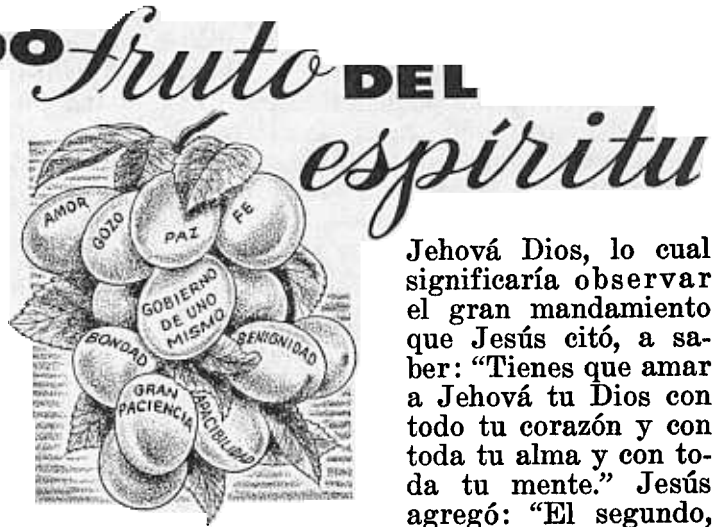 DO fruto DEL
espíritu
AMOR
GOZO
PAZ
FE
GOBIERNO
DE UNO
MISMO
BONDAD
BENIGNIDAD
GRAN
PACIENCIA
APACIBILIDAD
Jehová Dios, lo cual
significaría observar
el gran mandamiento
que Jesús citó, a sa-
ber: “Tienes que amar
a Jehová tu Dios con
todo tu corazón y con
toda tu alma y con to-
da tu mente.” Jesús
agregó: “El segundo,